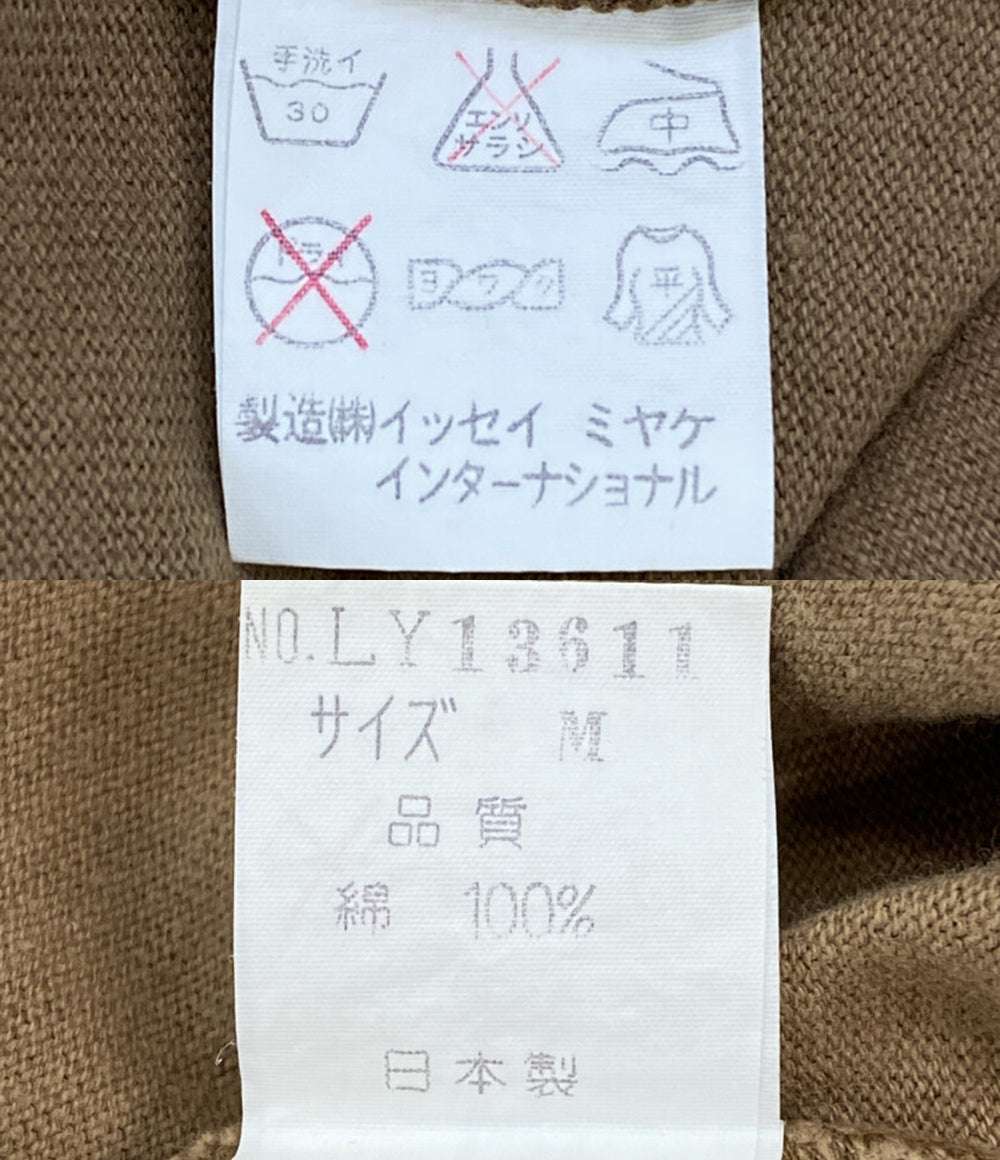 手洗イ
30
エンソ
サラシ
中
ドライ
ヨワク
平
製造㈱イッセイ ミヤケ
インターナショナル
NO.LY13611
サイズ M
品質
綿 100%
日本製